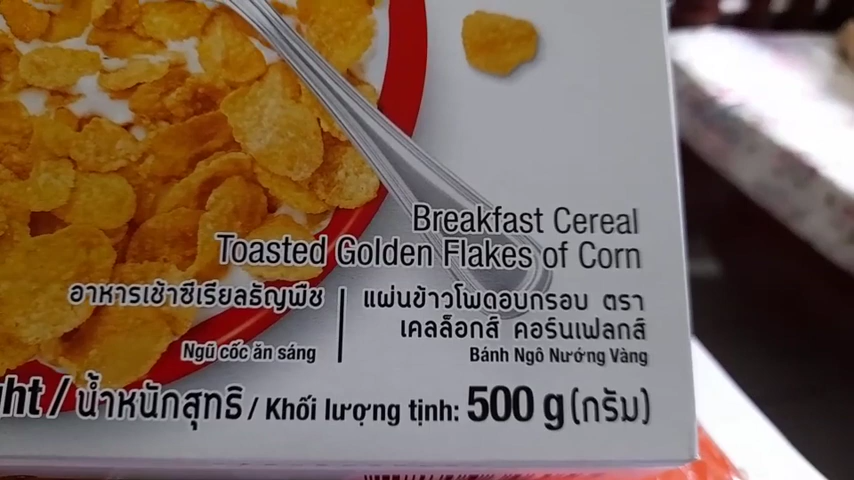 Breakfast Cereal
Toasted Golden Flakes of Corn
อาหารเช้าซีเรียลธัญพืช
Ngũ cốc ăn sáng
แผ่นข้าวโพดอบกรอบ ตรา
เคลล็อกส์ คอร์นเฟลกส์
Bánh Ngô Nướng Vàng
ht / น้ำหนักสุทธิ / Khối lượng tịnh: 500 g (กรัม)